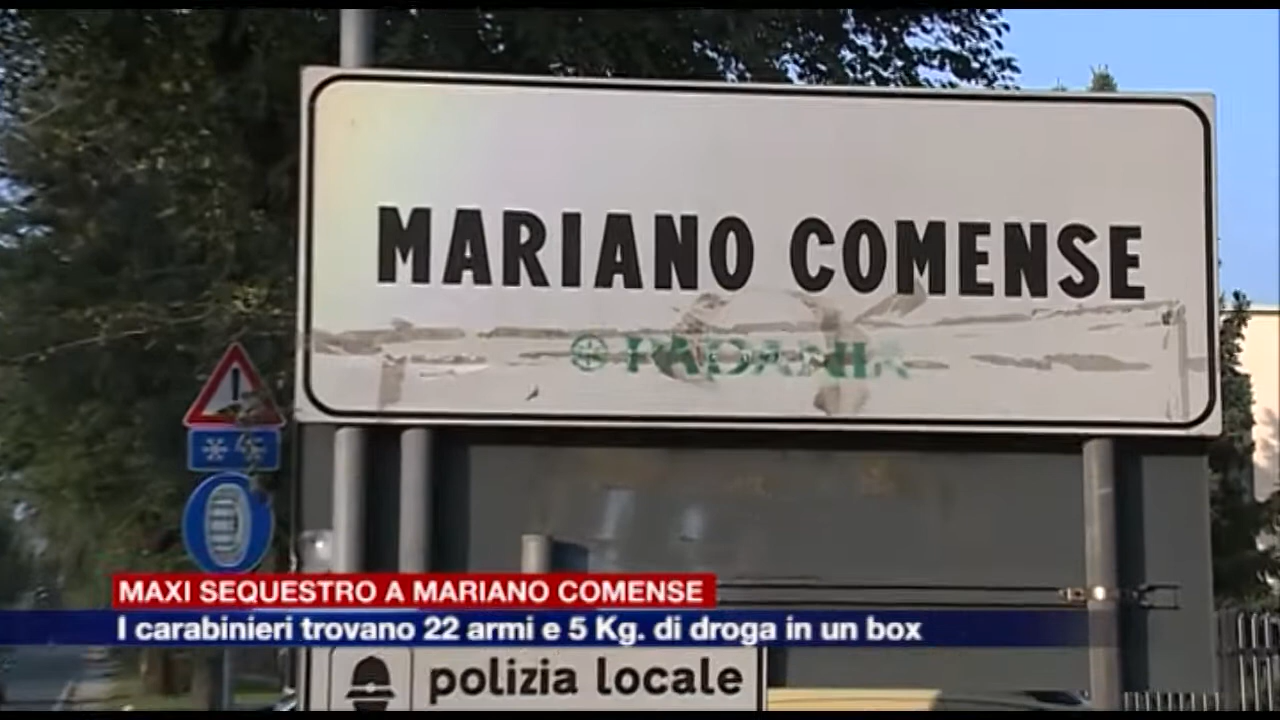 MARIANO COMENSE
PADANIA
MAXI SEQUESTRO A MARIANO COMENSE
I carabinieri trovano 22 armi e 5 Kg. di droga in un box
polizia locale